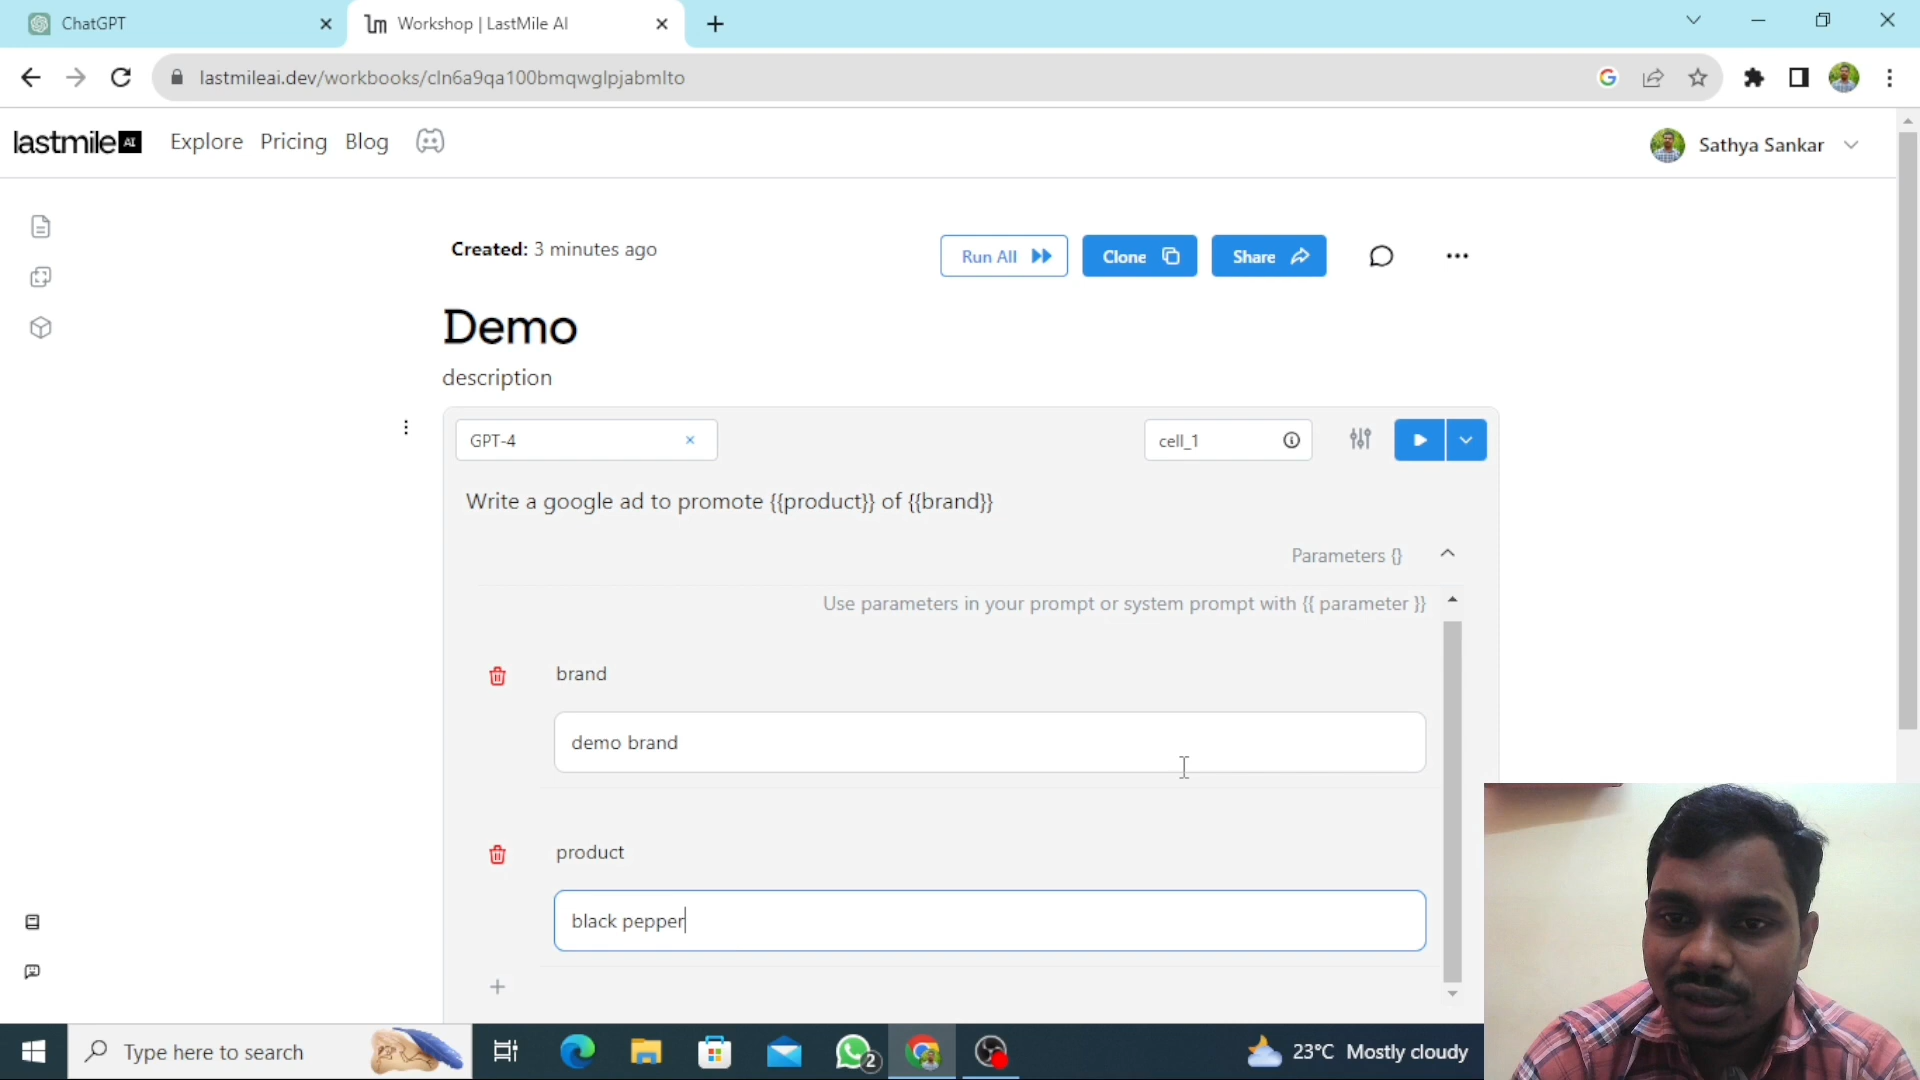 ChatGPT
Workshop | LastMile AI
lastmileai.dev/workbooks/cln6a9qa100bmqwglpjabmlto
lastmile AI Explore Pricing Blog
Sathya Sankar
Created: 3 minutes ago
Run All
Clone
Share
Demo
description
GPT-4
cell_1
Write a google ad to promote {{product}} of {{brand}}
Parameters {}
Use parameters in your prompt or system prompt with {{ parameter }}
brand
demo brand
product
black pepper
Type here to search
2
23°C Mostly cloudy